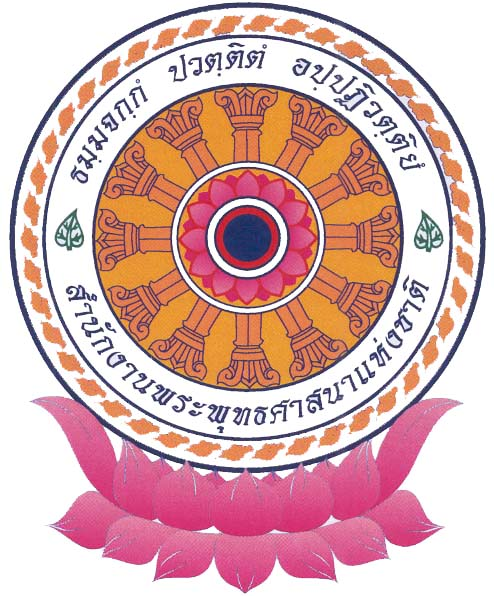 ธมฺมจกฺกํ ปวตฺติตํ อปฺปฏิวตฺติยํ
สำนักงานพระพุทธศาสนาแห่งชาติ